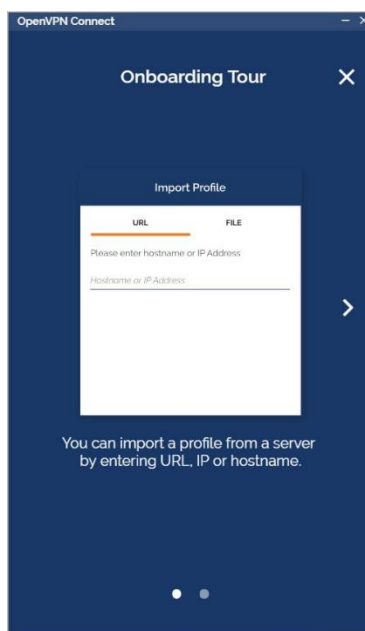 OpenVPN Connect
Onboarding Tour
Import Profile
URL FILE
Please enter hostname or IP Address
Hostname or IP Address
You can import a profile from a server
by entering URL, IP or hostname.